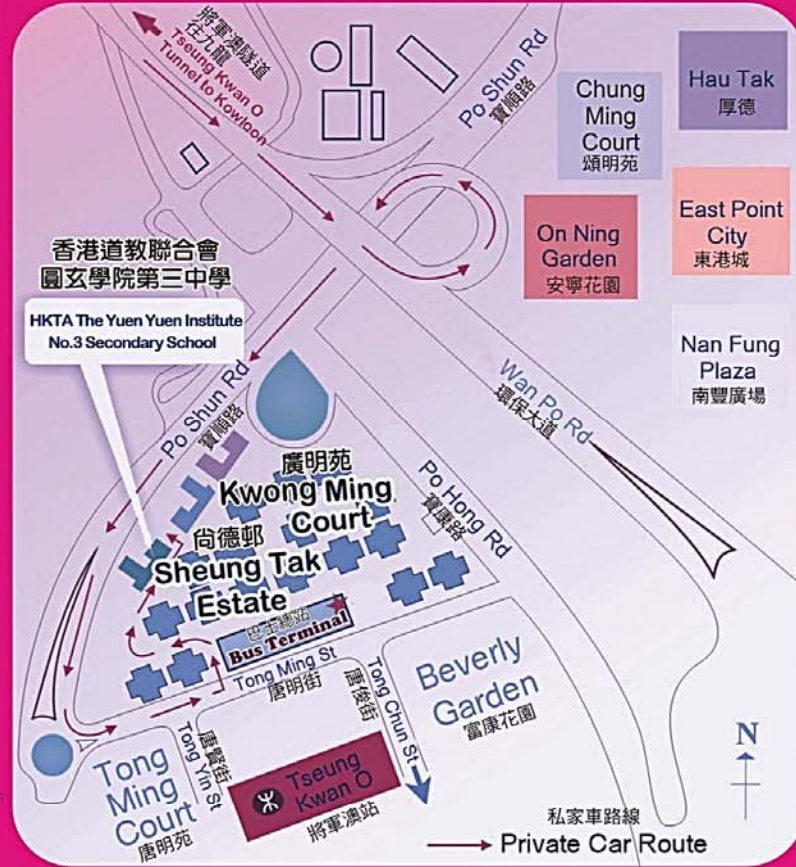 將軍澳隧道
往九龍
Tseung Kwan O
Tunnel to Kowloon
Po Shun Rd
寶順路
Chung
Ming
Court
頌明苑
Hau Tak
厚德
On Ning
Garden
安寧花園
East Point
City
東港城
Nan Fung
Plaza
南豐廣場
香港道教聯合會
圓玄學院第三中學
HKTA The Yuen Yuen Institute
No.3 Secondary School
Po Shun Rd
寶順路
Wan Po Rd
環保大道
廣明苑
Kwong Ming
Court
Po Hong Rd
寶康路
尚德邨
Sheung Tak
Estate
巴士總站
Bus Terminal
Tong Ming St
唐明街
Tong Chun St
唐俊街
Beverly
Garden
富康花園
Tong Yin St
唐賢街
Tong
Ming
Court
唐明苑
Tseung
Kwan O
將軍澳站
N
私家車路線
Private Car Route